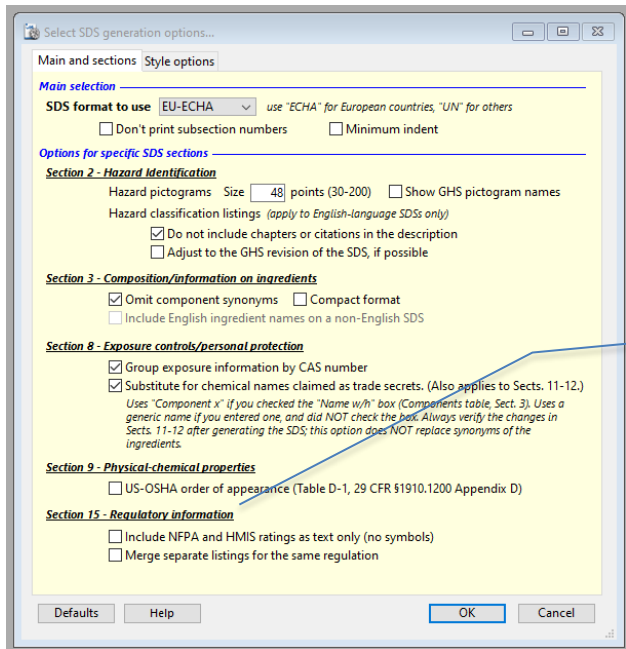 Select SDS generation options...
Main and sections Style options
Main selection
SDS format to use EU-ECHA use "ECHA" for European countries, "UN" for others
Don't print subsection numbers Minimum indent
Options for specific SDS sections
Section 2 - Hazard Identification
Hazard pictograms Size 48 points (30-200) Show GHS pictogram names
Hazard classification listings (apply to English-language SDSs only)
Do not include chapters or citations in the description
Adjust to the GHS revision of the SDS, if possible
Section 3 - Composition/information on ingredients
Omit component synonyms Compact format
Include English ingredient names on a non-English SDS
Section 8 - Exposure controls/personal protection
Group exposure information by CAS number
Substitute for chemical names claimed as trade secrets. (Also applies to Sects. 11-12.)
Uses "Component x" if you checked the "Name w/h" box (Components table, Sect. 3). Uses a
generic name if you entered one, and did NOT check the box. Always verify the changes in
Sects. 11-12 after generating the SDS; this option does NOT replace synonyms of the
ingredients.
Section 9 - Physical-chemical properties
US-OSHA order of appearance (Table D-1, 29 CFR §1910.1200 Appendix D)
Section 15 - Regulatory information
Include NFPA and HMIS ratings as text only (no symbols)
Merge separate listings for the same regulation
Defaults Help OK Cancel